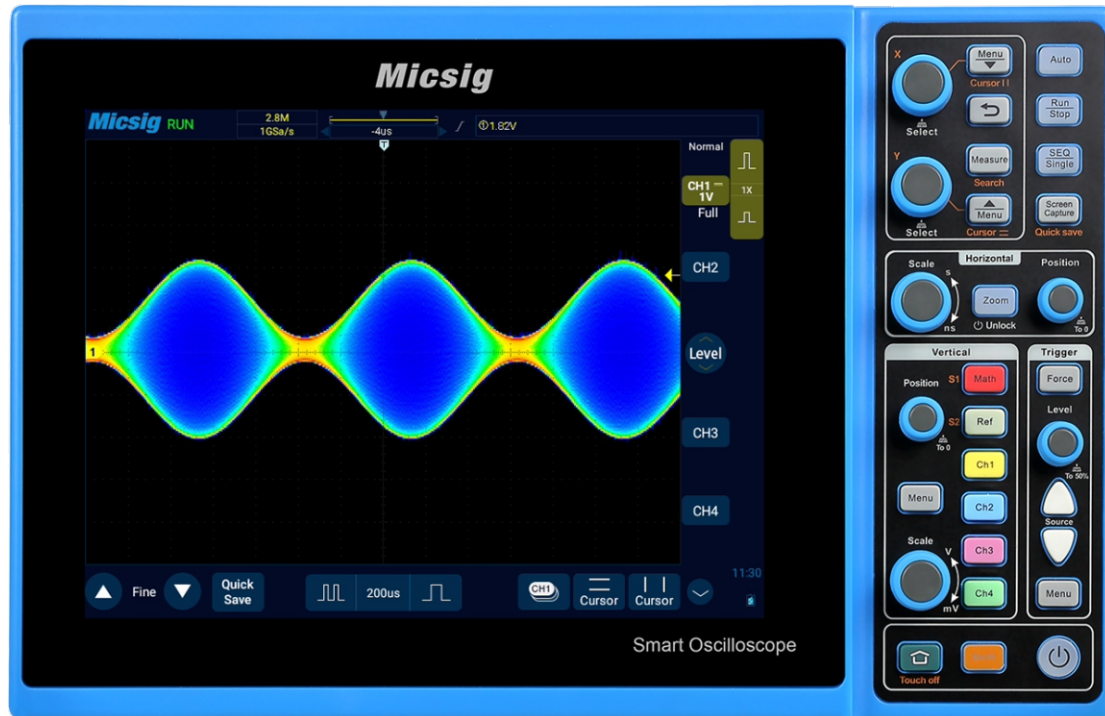 Micsig
Micsig RUN
2.8M
1GSa/s
-4us
1.82V
T
Normal
CH1
1V
Full
1X
CH2
1
Level
CH3
CH4
11:30
Fine
Quick
Save
200us
CH1
Cursor
Cursor
Smart Oscilloscope
X
Menu
Cursor
Select
Auto
Run
Stop
Y
Measure
Search
SEQ
Single
Menu
Select
Cursor
Screen
Capture
Quick save
Horizontal
Scale
Position
s
Zoom
ns
Unlock
To 0
Vertical
Position
S1
Math
S2
Ref
To 0
Ch1
Menu
Ch2
Scale
V
Ch3
mV
Ch4
Trigger
Force
Level
To 50%
Source
Menu
Touch off